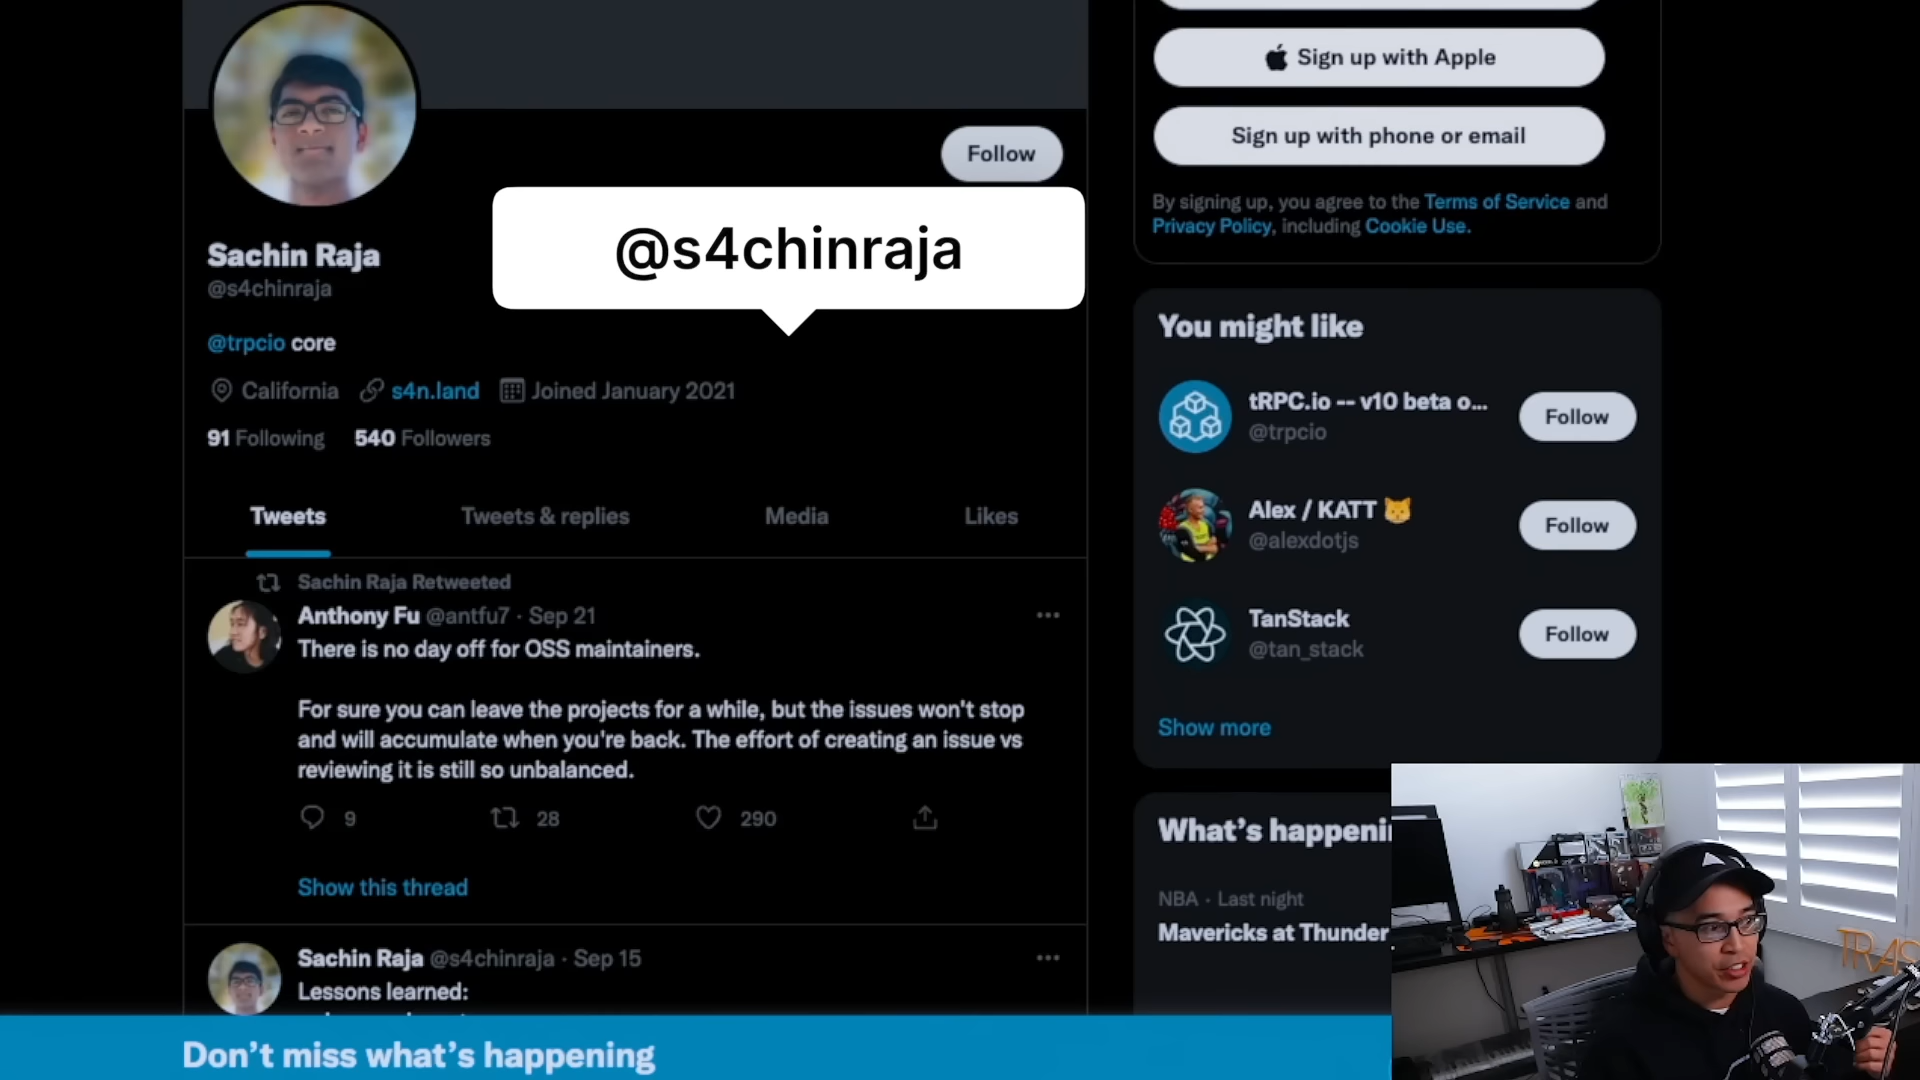 Follow
@s4chinraja
Sachin Raja
@s4chinraja
@trpcio core
California s4n.land Joined January 2021
91 Following 540 Followers
Tweets Tweets & replies Media Likes
Sachin Raja Retweeted
Anthony Fu @antfu7 · Sep 21
There is no day off for OSS maintainers.
For sure you can leave the projects for a while, but the issues won't stop
and will accumulate when you're back. The effort of creating an issue vs
reviewing it is still so unbalanced.
9 28 290
Show this thread
Sachin Raja @s4chinraja · Sep 15
Lessons learned:
Don't miss what's happening
Sign up with Apple
Sign up with phone or email
By signing up, you agree to the Terms of Service and
Privacy Policy, including Cookie Use.
You might like
tRPC.io -- v10 beta o...
@trpcio
Follow
Alex / KATT 🐱
@alexdotjs
Follow
TanStack
@tan_stack
Follow
Show more
What's happeni
NBA · Last night
Mavericks at Thunder
TRAS